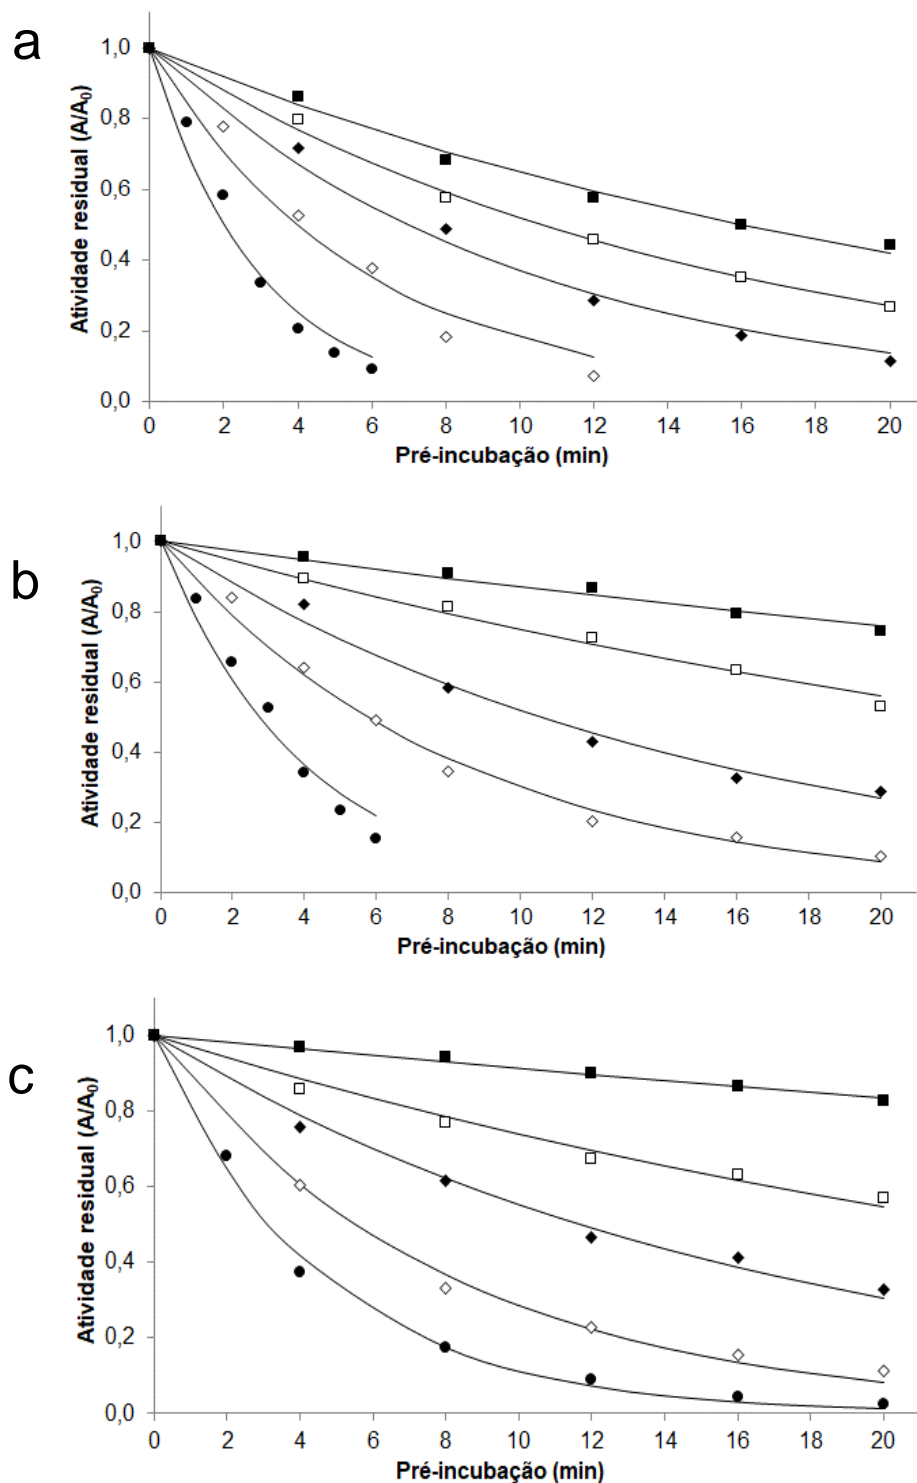 a
Atividade residual (A/A₀)
1,0
0,8
0,6
0,4
0,2
0,0
0 2 4 6 8 10 12 14 16 18 20
Pré-incubação (min)
b
Atividade residual (A/A₀)
1,0
0,8
0,6
0,4
0,2
0,0
0 2 4 6 8 10 12 14 16 18 20
Pré-incubação (min)
c
Atividade residual (A/A₀)
1,0
0,8
0,6
0,4
0,2
0,0
0 2 4 6 8 10 12 14 16 18 20
Pré-incubação (min)